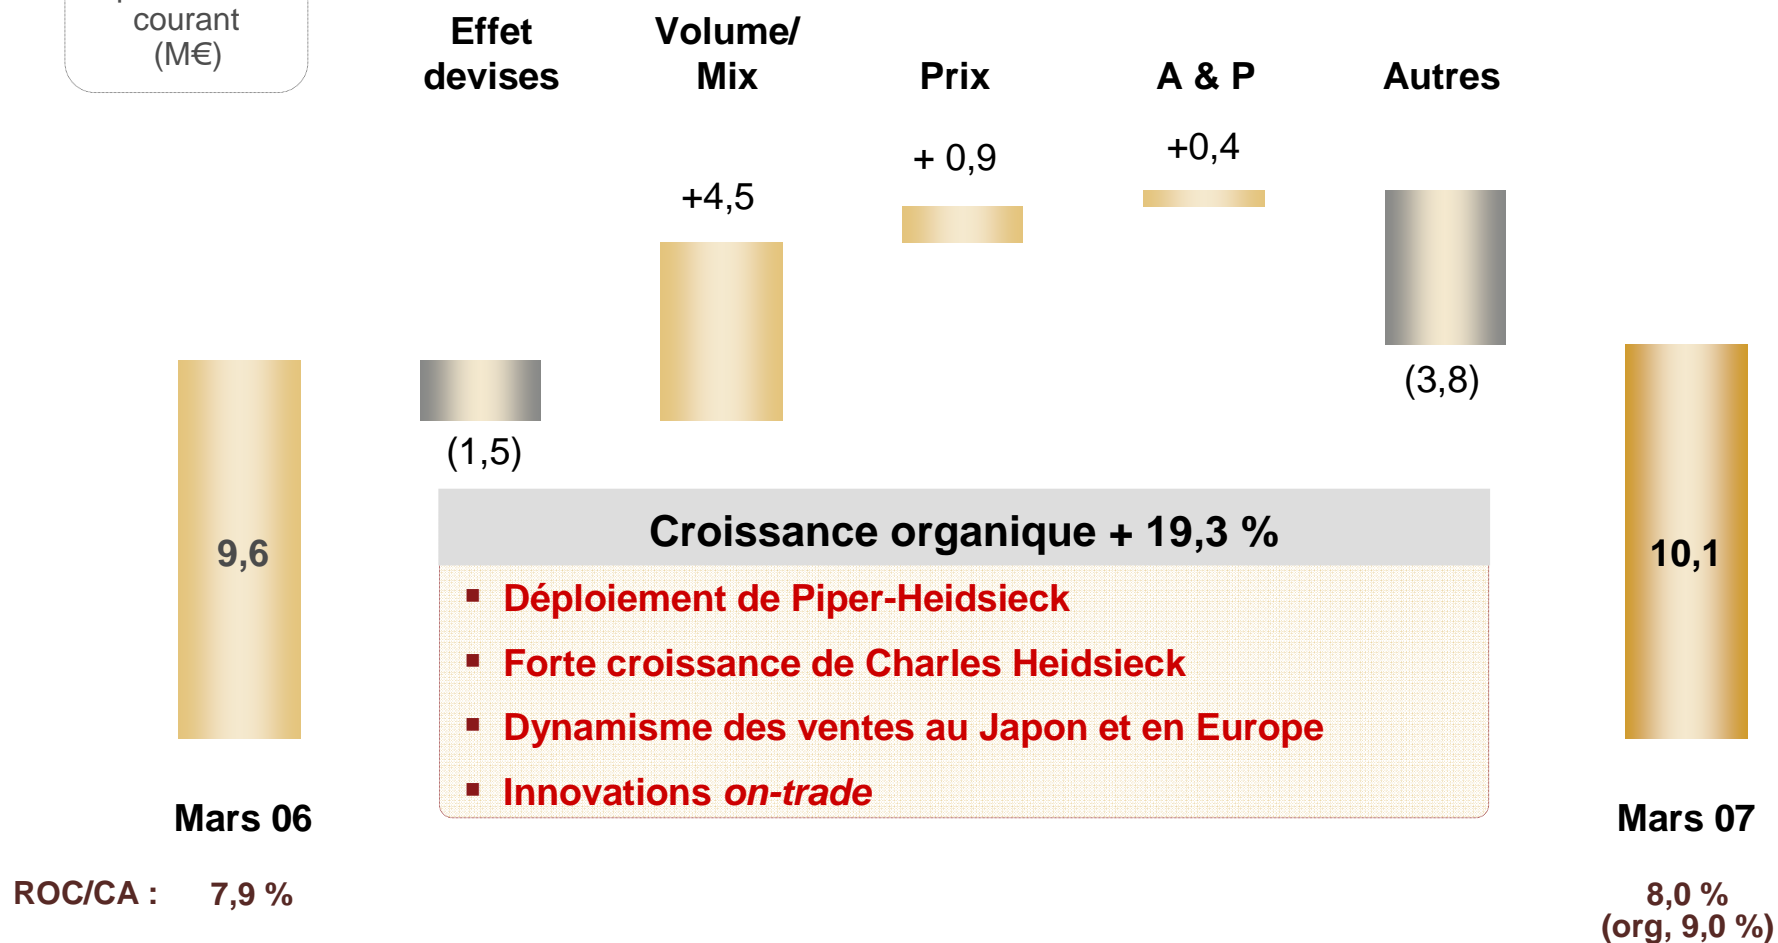 courant
(M€)
Effet
devises
Volume/
Mix
Prix
A & P
Autres
+4,5
+ 0,9
+0,4
(3,8)
(1,5)
9,6
10,1
Croissance organique + 19,3 %
▪ Déploiement de Piper-Heidsieck
▪ Forte croissance de Charles Heidsieck
▪ Dynamisme des ventes au Japon et en Europe
▪ Innovations on-trade
Mars 06
Mars 07
ROC/CA : 7,9 %
8,0 %
(org, 9,0 %)